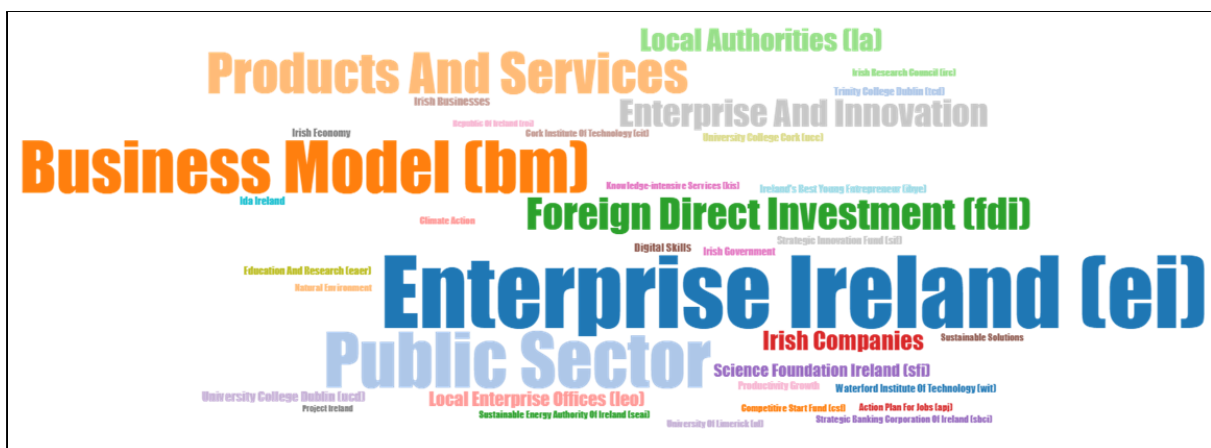 Local Authorities (la)
Products And Services
Irish Research Council (irc)
Trinity College Dublin (tcd)
Irish Businesses
Enterprise And Innovation
Republic Of Ireland (roi)
Irish Economy
Cork Institute Of Technology (cit)
University College Cork (ucc)
Business Model (bm)
Knowledge-intensive Services (kis)
Ireland's Best Young Entrepreneur (ibye)
Ida Ireland
Foreign Direct Investment (fdi)
Climate Action
Strategic Innovation Fund (sif)
Digital Skills
Irish Government
Education And Research (eaer)
Natural Environment
Enterprise Ireland (ei)
Public Sector
Irish Companies
Sustainable Solutions
Science Foundation Ireland (sfi)
Productivity Growth
Waterford Institute Of Technology (wit)
University College Dublin (ucd)
Local Enterprise Offices (leo)
Project Ireland
Sustainable Energy Authority Of Ireland (seai)
Competitive Start Fund (csf)
Action Plan For Jobs (apj)
University Of Limerick (ul)
Strategic Banking Corporation Of Ireland (sbci)